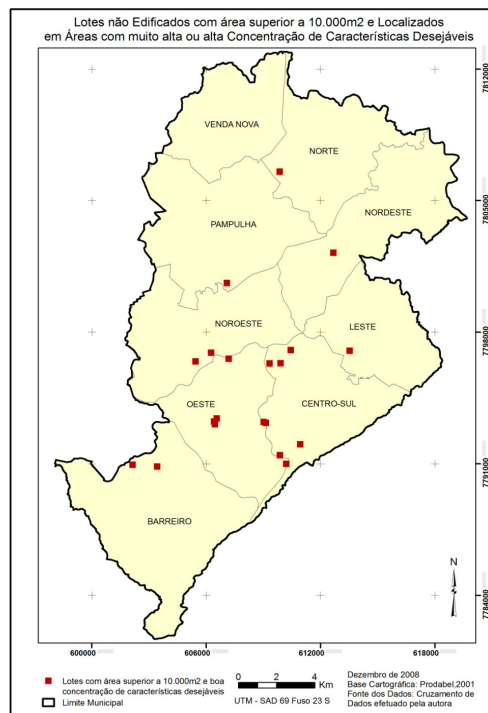 Lotes não Edificados com área superior a 10.000m2 e Localizados
em Áreas com muito alta ou alta Concentração de Características Desejáveis
7812000
VENDA NOVA
NORTE
7805000
NORDESTE
PAMPULHA
NOROESTE
LESTE
7798000
OESTE
CENTRO-SUL
7791000
BARREIRO
N
7784000
600000 606000 612000 618000
Lotes com área superior a 10.000m2 e boa
concentração de características desejáveis
Limite Municipal
0 2 4
Km
UTM - SAD 69 Fuso 23 S
Dezembro de 2008
Base Cartográfica: Prodabel,2001
Fonte dos Dados: Cruzamento de
Dados efetuado pela autora